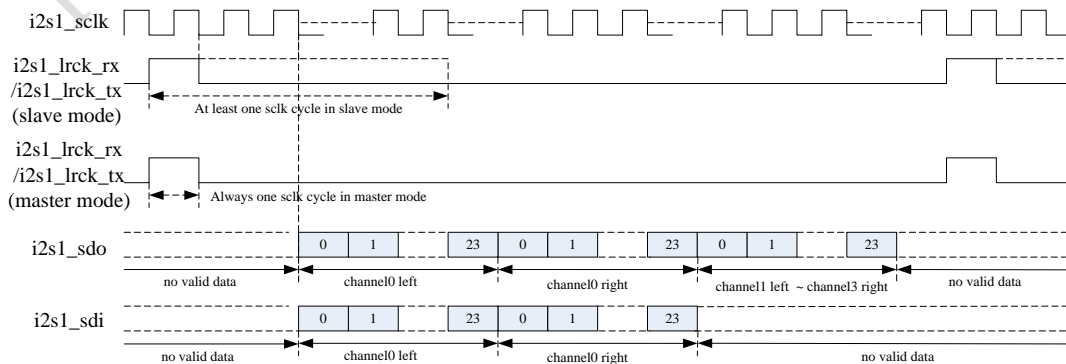 i2s1_sclk
i2s1_lrck_rx
/i2s1_lrck_tx
(slave mode)
At least one sclk cycle in slave mode
i2s1_lrck_rx
/i2s1_lrck_tx
(master mode)
Always one sclk cycle in master mode
i2s1_sdo
0 1 23 0 1 23 0 1 23
no valid data channel0 left channel0 right channel1 left ~ channel3 right no valid data
i2s1_sdi
0 1 23 0 1 23
no valid data channel0 left channel0 right no valid data